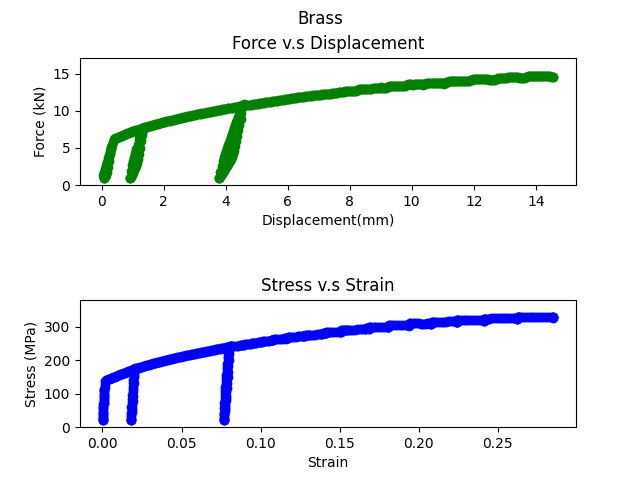 Brass
Force v.s Displacement
15
10
5
0
Force (kN)
0 2 4 6 8 10 12 14
Displacement(mm)
Stress v.s Strain
300
200
100
0
Stress (MPa)
0.00 0.05 0.10 0.15 0.20 0.25
Strain